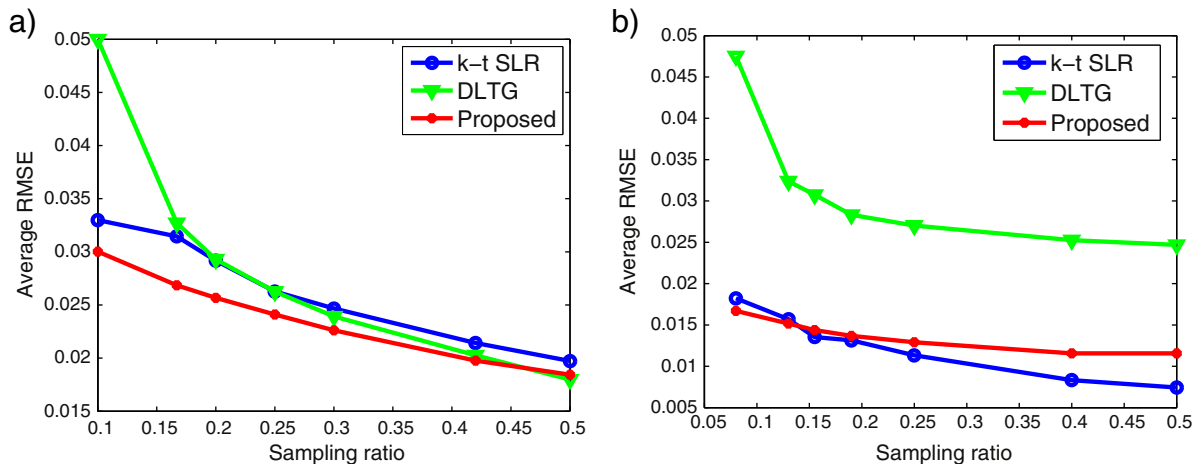 a)
0.05
0.045
0.04
0.035
0.03
0.025
0.02
0.015
Average RMSE
0.1 0.15 0.2 0.25 0.3 0.35 0.4 0.45 0.5
Sampling ratio
k-t SLR
DLTG
Proposed
b)
0.05
0.045
0.04
0.035
0.03
0.025
0.02
0.015
0.01
0.005
Average RMSE
0.05 0.1 0.15 0.2 0.25 0.3 0.35 0.4 0.45 0.5
Sampling ratio
k-t SLR
DLTG
Proposed